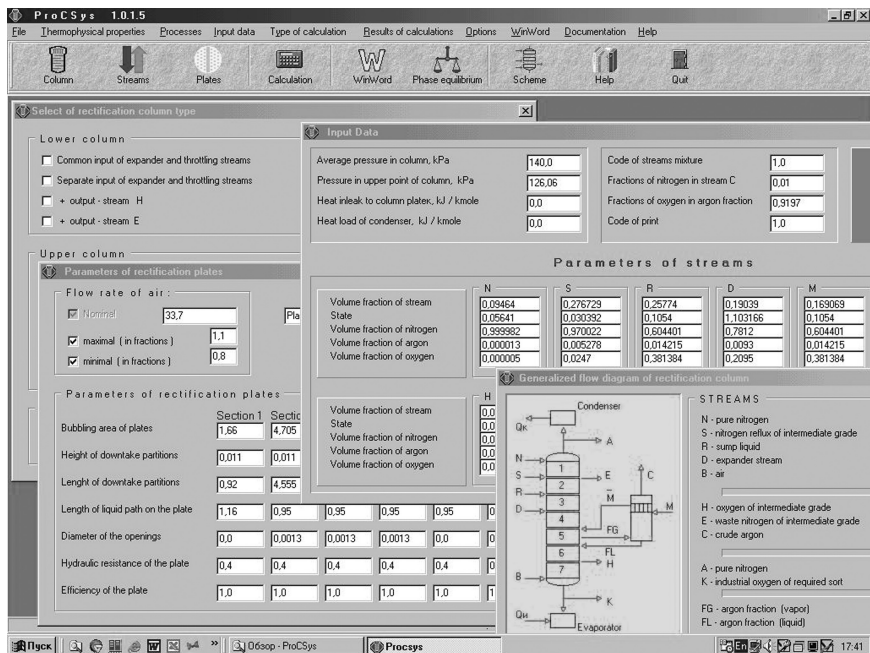 ProCSys 1.0.1.5
File Thermophysical properties Processes Input data Type of calculation Results of calculations Options WinWord Documentation Help
Column Streams Plates Calculation WinWord Phase equilibrium Scheme Help Quit
Select of rectification column type
Lower column
Common input of expander and throttling streams
Separate input of expander and throttling streams
+ output - stream H
+ output - stream E
Upper column
Input Data
Average pressure in column, kPa 140,0
Pressure in upper point of column, kPa 126,06
Heat inleak to column platek, kJ / kmole 0,0
Heat load of condenser, kJ / kmole 0,0
Code of streams mixture 1,0
Fractions of nitrogen in stream C 0,01
Fractions of oxygen in argon fraction 0,9197
Code of print 1,0
Parameters of streams
N S R D M
Volume fraction of stream 0,09464 0,276729 0,25774 0,19039 0,169069
State 0,05641 0,030392 0,1054 1,103166 0,1054
Volume fraction of nitrogen 0,999982 0,970022 0,604401 0,7812 0,604401
Volume fraction of argon 0,000013 0,005278 0,014215 0,0093 0,014215
Volume fraction of oxygen 0,000005 0,0247 0,381384 0,2095 0,381384
H
Volume fraction of stream
State
Volume fraction of nitrogen
Volume fraction of argon
Volume fraction of oxygen
Parameters of rectification plates
Flow rate of air :
Nominal 33,7
maximal ( in fractions ) 1,1
minimal ( in fractions ) 0,8
Parameters of rectification plates
Section 1
Bubbling area of plates 1,66 4,705
Height of downtake partitions 0,011 0,011
Lenght of downtake partitions 0,92 4,555
Length of liquid path on the plate 1,16 0,95 0,95 0,95 0,95
Diameter of the openings 0,0 0,0013 0,0013 0,0 0,0
Hydraulic resistance of the plate 0,4 0,4 0,4 0,4 0,4
Efficiency of the plate 1,0 1,0 1,0 1,0 1,0
Generalized flow diagram of rectification column
Condenser
Qк
A
N
S
R
D
B
1
2
3
4
5
6
7
E
C
M
M
FG
FL
H
K
Qи
Evaporator
STREAMS
N - pure nitrogen
S - nitrogen reflux of intermediate grade
R - sump liquid
D - expander stream
B - air
H - oxygen of intermediate grade
E - waste nitrogen of intermediate grade
C - crude argon
A - pure nitrogen
K - industrial oxygen of required sort
FG - argon fraction (vapor)
FL - argon fraction (liquid)
Пуск
Обзор - ProCSys
Procsys
En
17:41